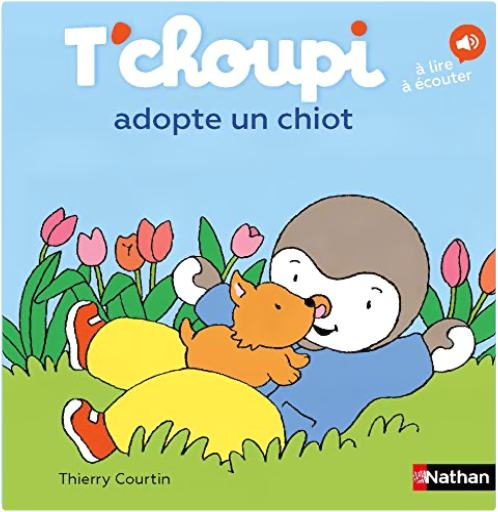 T'choupi
à lire
à écouter
adopte un chiot
Thierry Courtin
Nathan